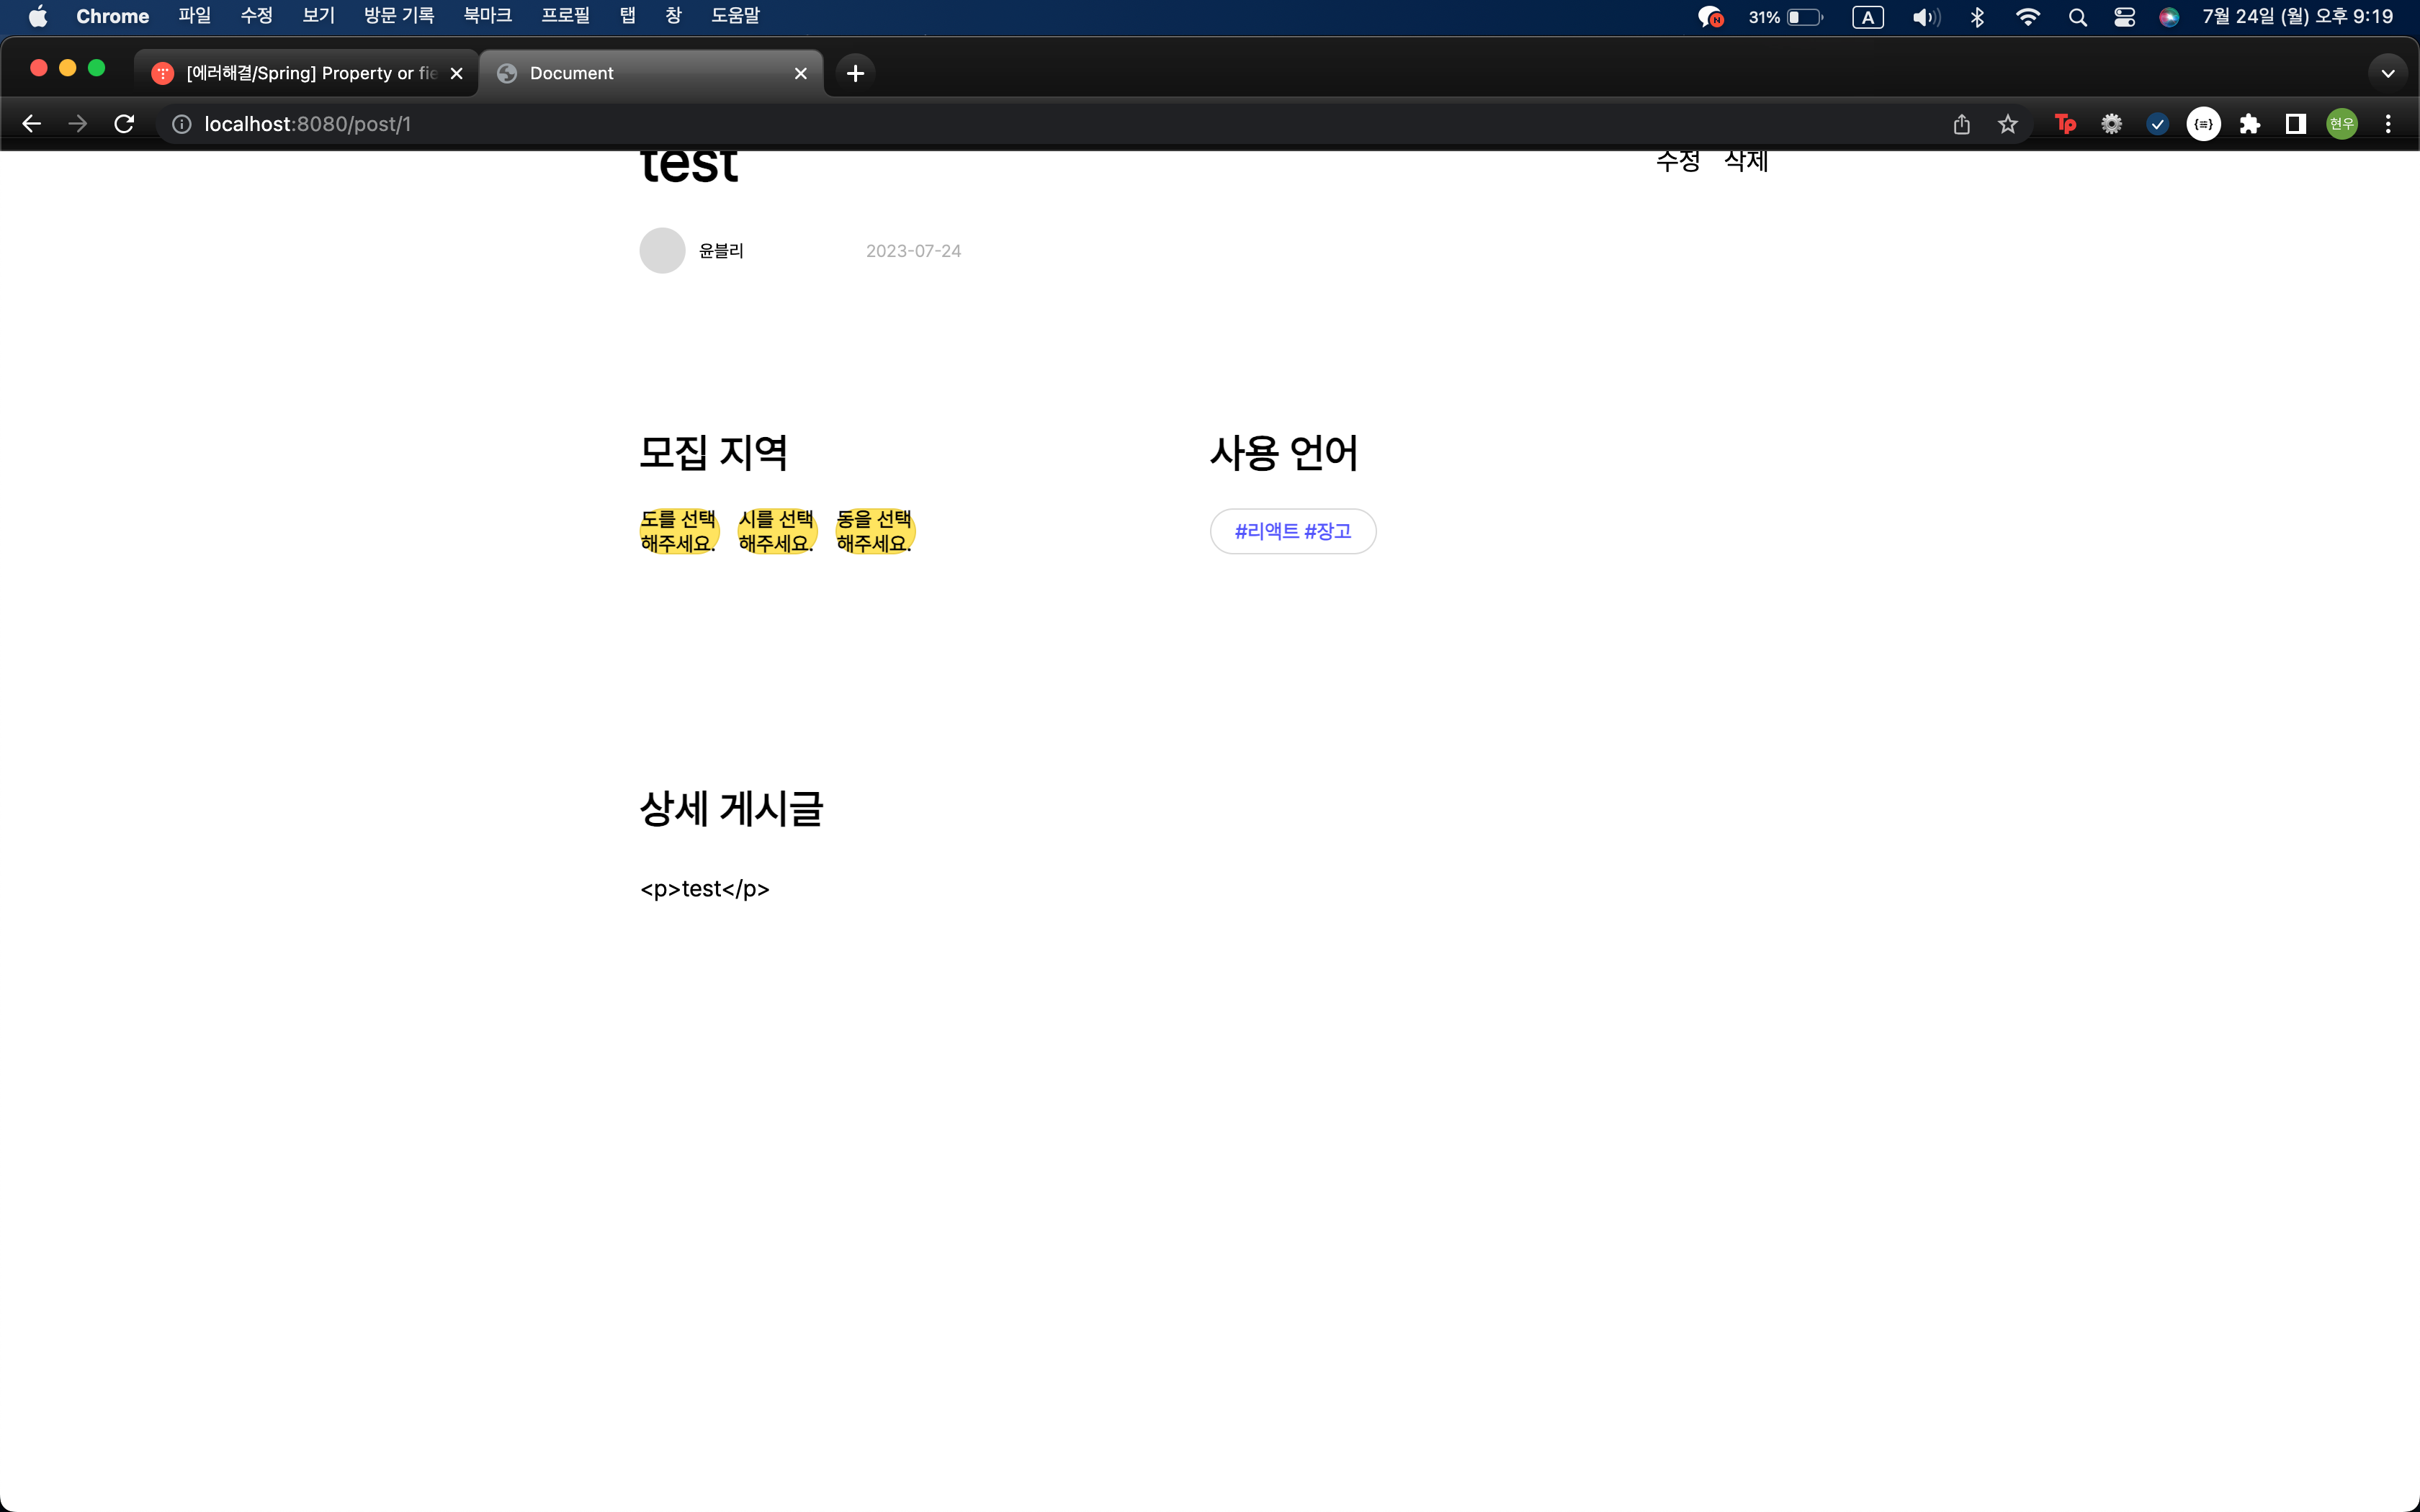 Chrome 파일 수정 보기 방문 기록 북마크 프로필 탭 창 도움말 N 31% A 7월 24일 (월) 오후 9:19
[에러해결/Spring] Property or fie Document
localhost:8080/post/1 Tp {≡} 현우
test 수정 삭제
윤블리 2023-07-24
모집 지역 사용 언어
도를 선택 시를 선택 동을 선택
해주세요. 해주세요. 해주세요.
#리액트 #장고
상세 게시글
<p>test</p>